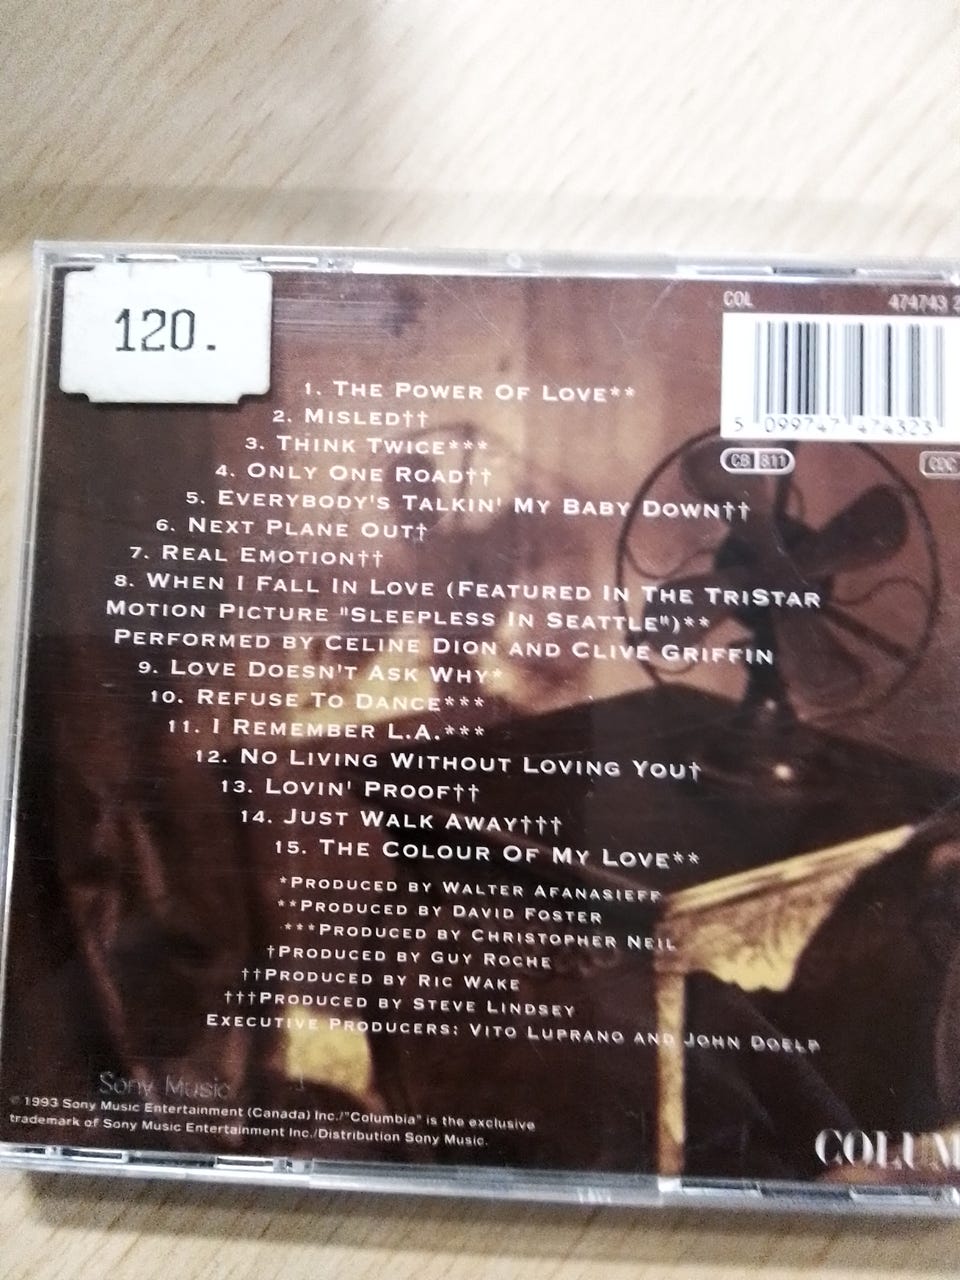 120.
COL 474743 2
5 099747 474323
CB 811
CDC
1. The Power Of Love**
2. Misled††
3. Think Twice***
4. Only One Road††
5. Everybody's Talkin' My Baby Down††
6. Next Plane Out†
7. Real Emotion††
8. When I Fall In Love (Featured In The TriStar
Motion Picture "Sleepless In Seattle")**
Performed by Celine Dion and Clive Griffin
9. Love Doesn't Ask Why*
10. Refuse To Dance***
11. I Remember L.A.***
12. No Living Without Loving You†
13. Lovin' Proof††
14. Just Walk Away†††
15. The Colour Of My Love**
*Produced by Walter Afanasieff
**Produced by David Foster
***Produced by Christopher Neil
†Produced by Guy Roche
††Produced by Ric Wake
†††Produced by Steve Lindsey
Executive Producers: Vito Luprano and John Doelp
Sony Music
© 1993 Sony Music Entertainment (Canada) Inc./"Columbia" is the exclusive
trademark of Sony Music Entertainment Inc./Distribution Sony Music.
COLUM